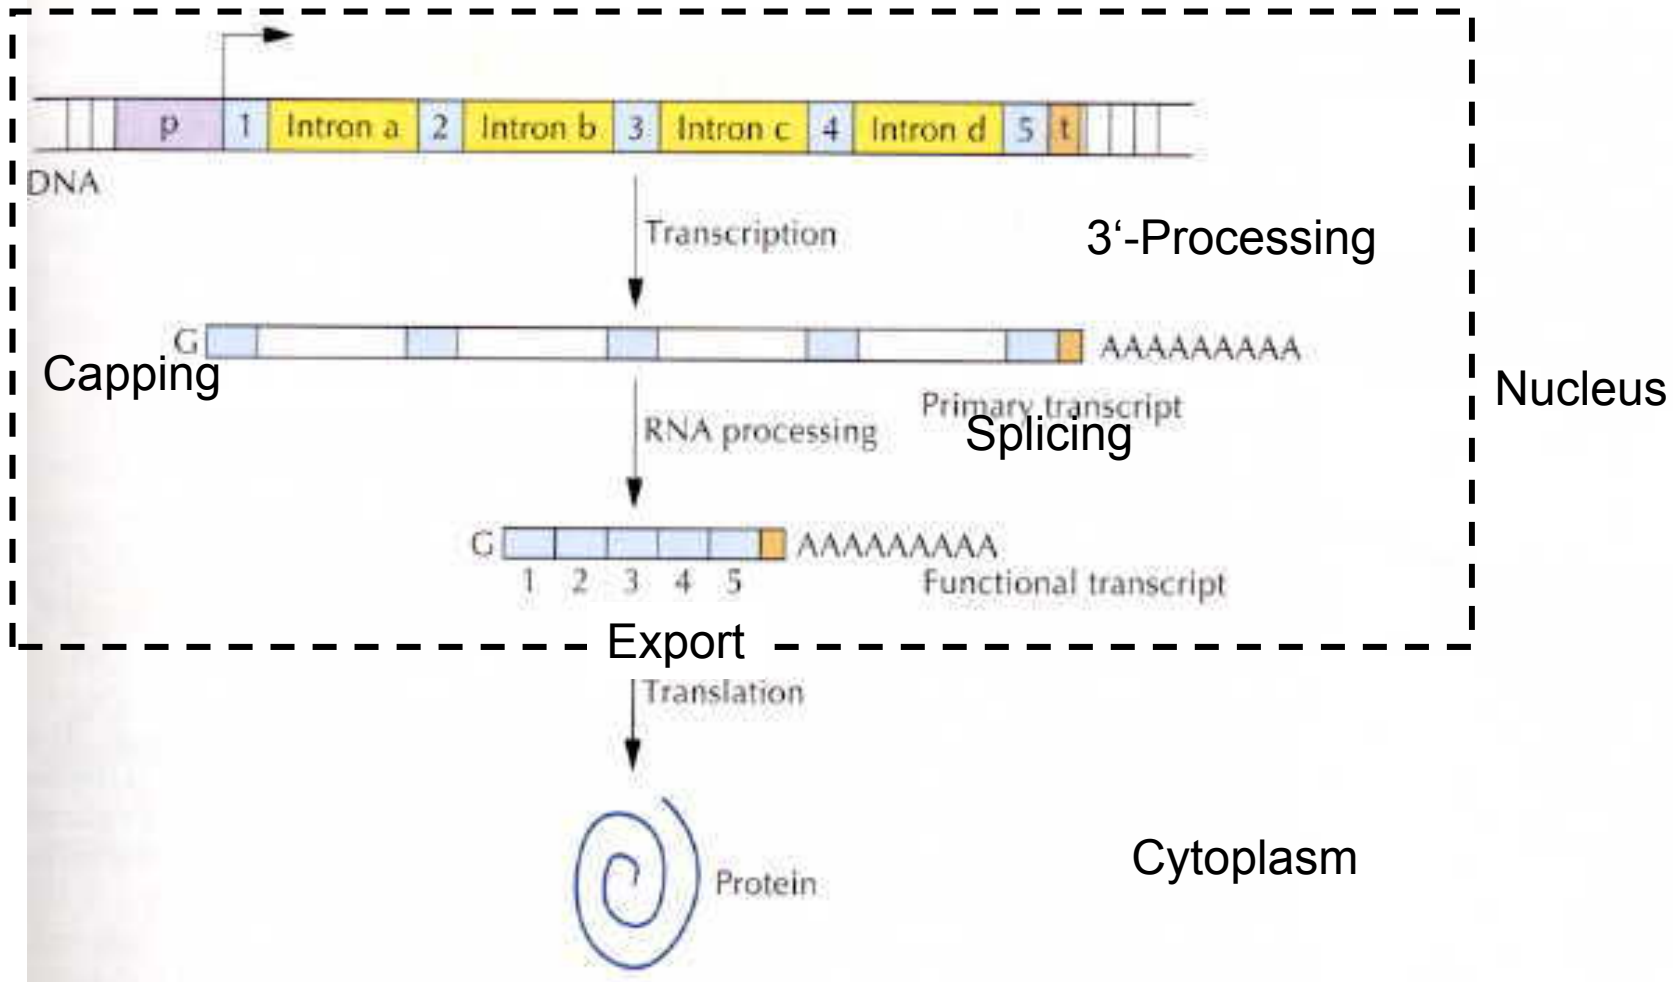 p 1 Intron a 2 Intron b 3 Intron c 4 Intron d 5 t
DNA
Transcription
3‘-Processing
G AAAAAAAAA
Capping
Nucleus
Primary transcript
RNA processing
Splicing
G AAAAAAAAA
1 2 3 4 5
Functional transcript
Export
Translation
Protein
Cytoplasm